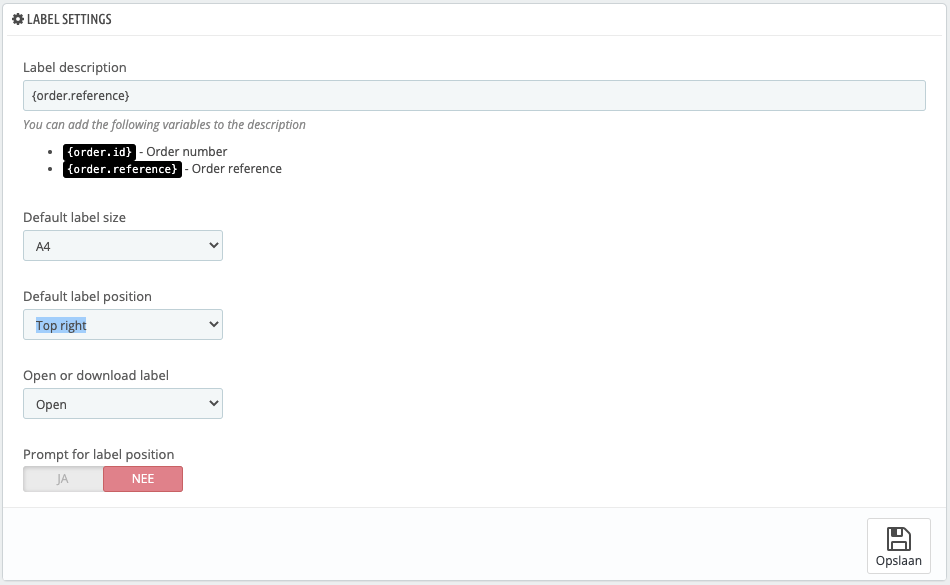 LABEL SETTINGS
Label description
{order.reference}
You can add the following variables to the description
{order.id} - Order number
{order.reference} - Order reference
Default label size
A4
Default label position
Top right
Open or download label
Open
Prompt for label position
JA NEE
Opslaan